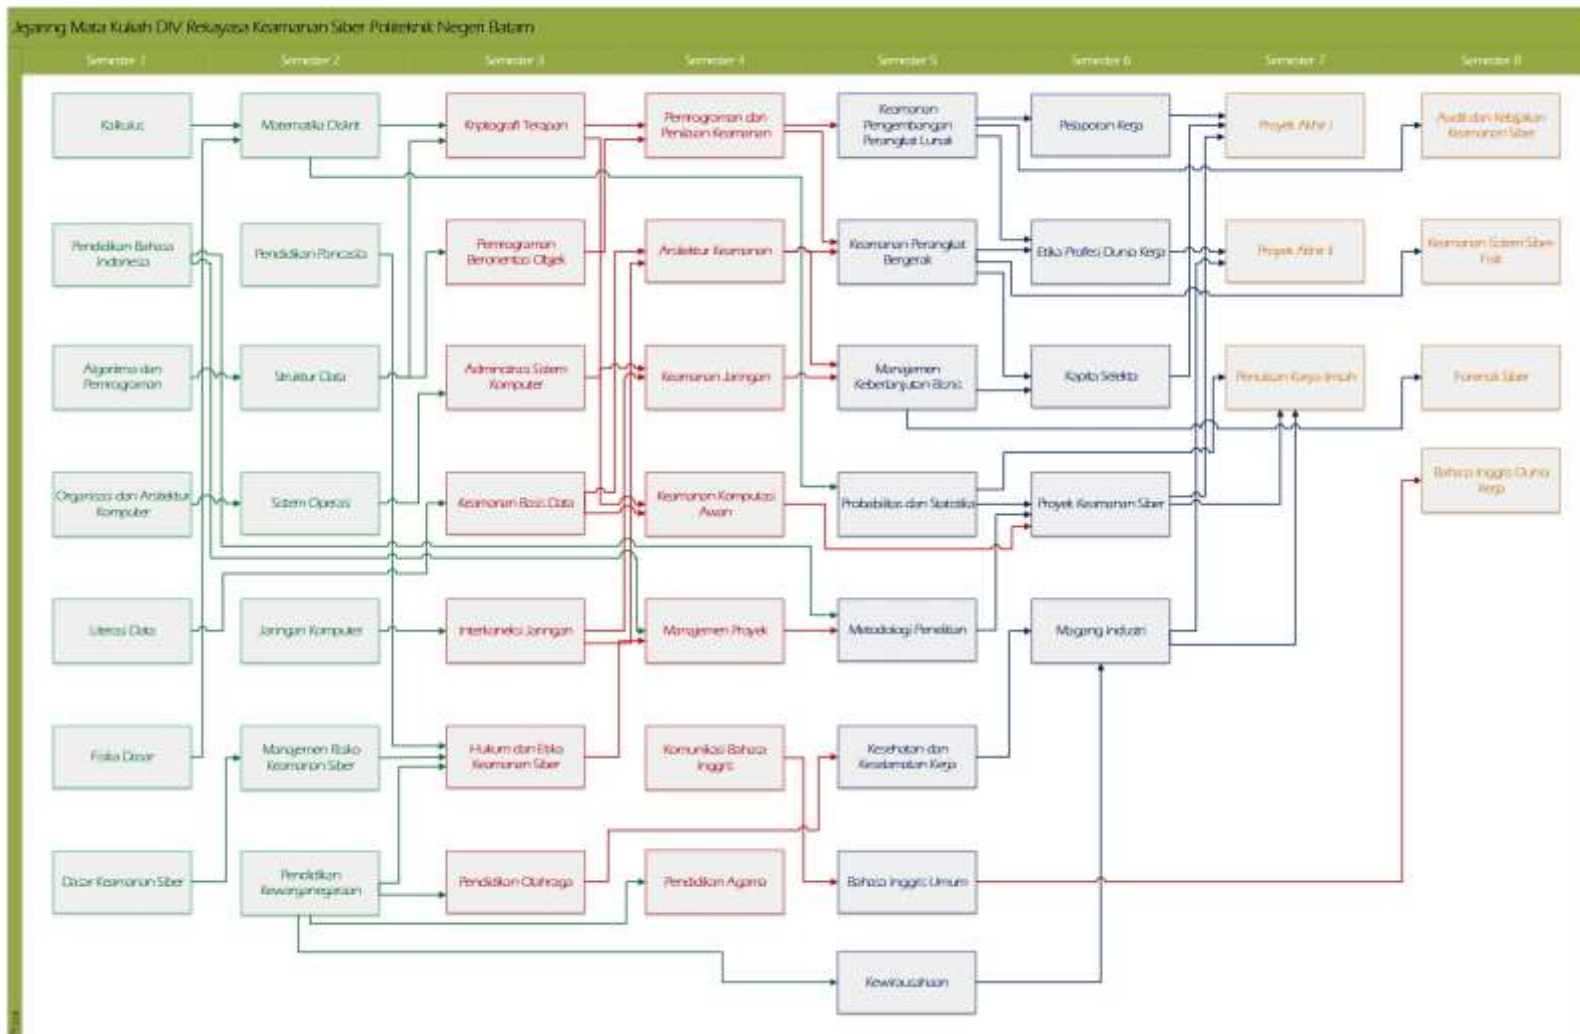 Jejaring Mata Kuliah DIV Rekayasa Keamanan Siber Politeknik Negeri Batam
Semester 1
Semester 2
Semester 3
Semester 4
Semester 5
Semester 6
Semester 7
Semester 8
Kalkulus
Matematika Diskrit
Kriptografi Terapan
Pemrograman dan
Penilaian Keamanan
Keamanan
Pengembangan
Perangkat Lunak
Pelaporan Kerja
Proyek Akhir I
Audit dan Kebijakan
Keamanan Siber
Pendidikan Bahasa
Indonesia
Pendidikan Pancasila
Pemrograman
Berorientasi Objek
Arsitektur Keamanan
Keamanan Perangkat
Bergerak
Etika Profesi Dunia Kerja
Proyek Akhir II
Keamanan Sistem Siber-
Fisik
Algoritma dan
Pemrograman
Struktur Data
Administrasi Sistem
Komputer
Keamanan Jaringan
Manajemen
Keberlanjutan Bisnis
Kapita Selekta
Penulisan Karya Ilmiah
Forensik Siber
Organisasi dan Arsitektur
Komputer
Sistem Operasi
Keamanan Basis Data
Keamanan Komputasi
Awan
Probabilitas dan Statistika
Proyek Keamanan Siber
Bahasa Inggris Dunia
Kerja
Literasi Data
Jaringan Komputer
Interkoneksi Jaringan
Manajemen Proyek
Metodologi Penelitian
Magang Industri
Fisika Dasar
Manajemen Risiko
Keamanan Siber
Hukum dan Etika
Keamanan Siber
Komunikasi Bahasa
Inggris
Kesehatan dan
Keselamatan Kerja
Dasar Keamanan Siber
Pendidikan
Kewarganegaraan
Pendidikan Olahraga
Pendidikan Agama
Bahasa Inggris Umum
Kewirausahaan